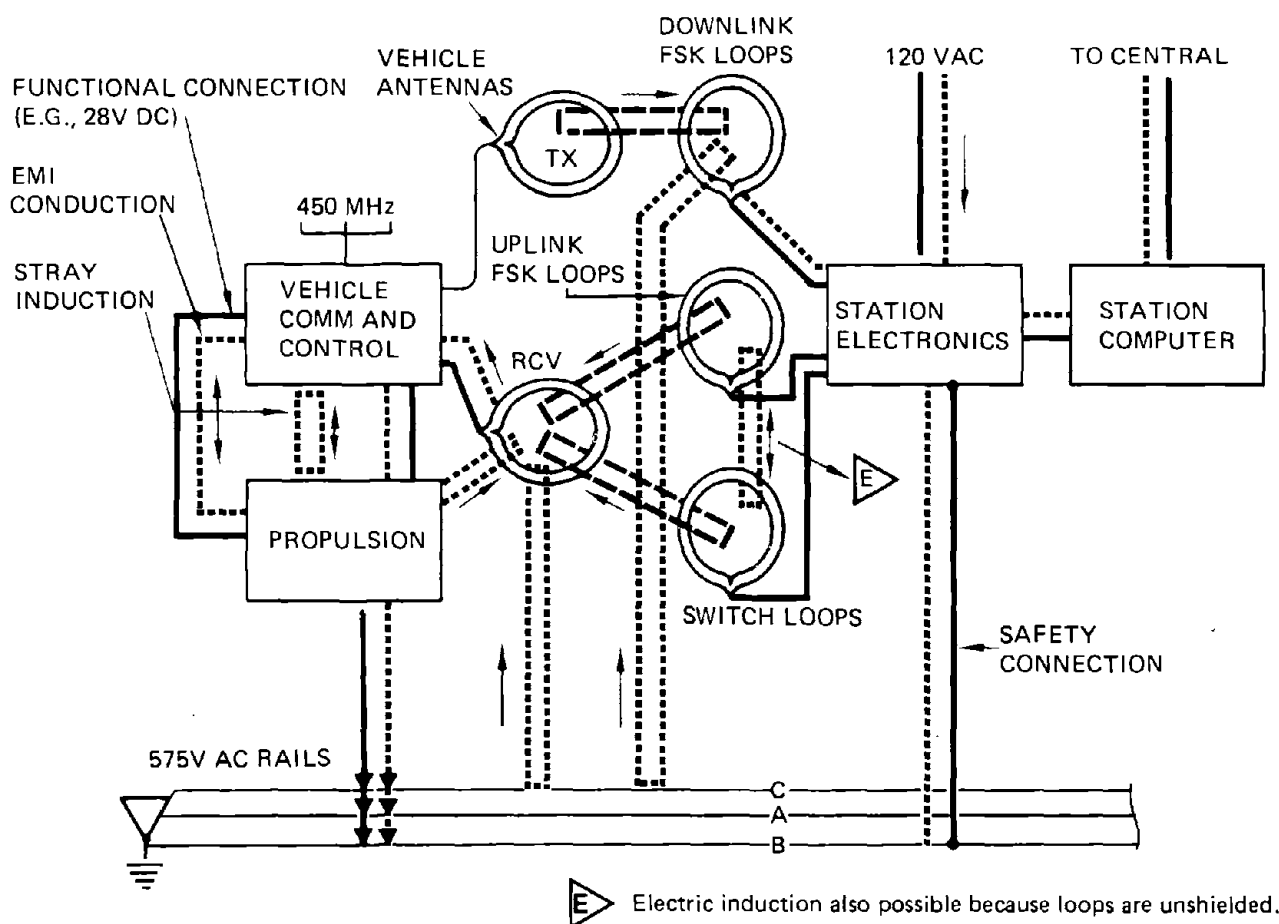 DOWNLINK
FSK LOOPS
VEHICLE
ANTENNAS
120 VAC
TO CENTRAL
FUNCTIONAL CONNECTION
(E.G., 28V DC)
TX
EMI
CONDUCTION
450 MHz
UPLINK
FSK LOOPS
STRAY
INDUCTION
VEHICLE
COMM AND
CONTROL
STATION
ELECTRONICS
STATION
COMPUTER
RCV
E
PROPULSION
SWITCH LOOPS
SAFETY
CONNECTION
575V AC RAILS
C
A
B
E Electric induction also possible because loops are unshielded.